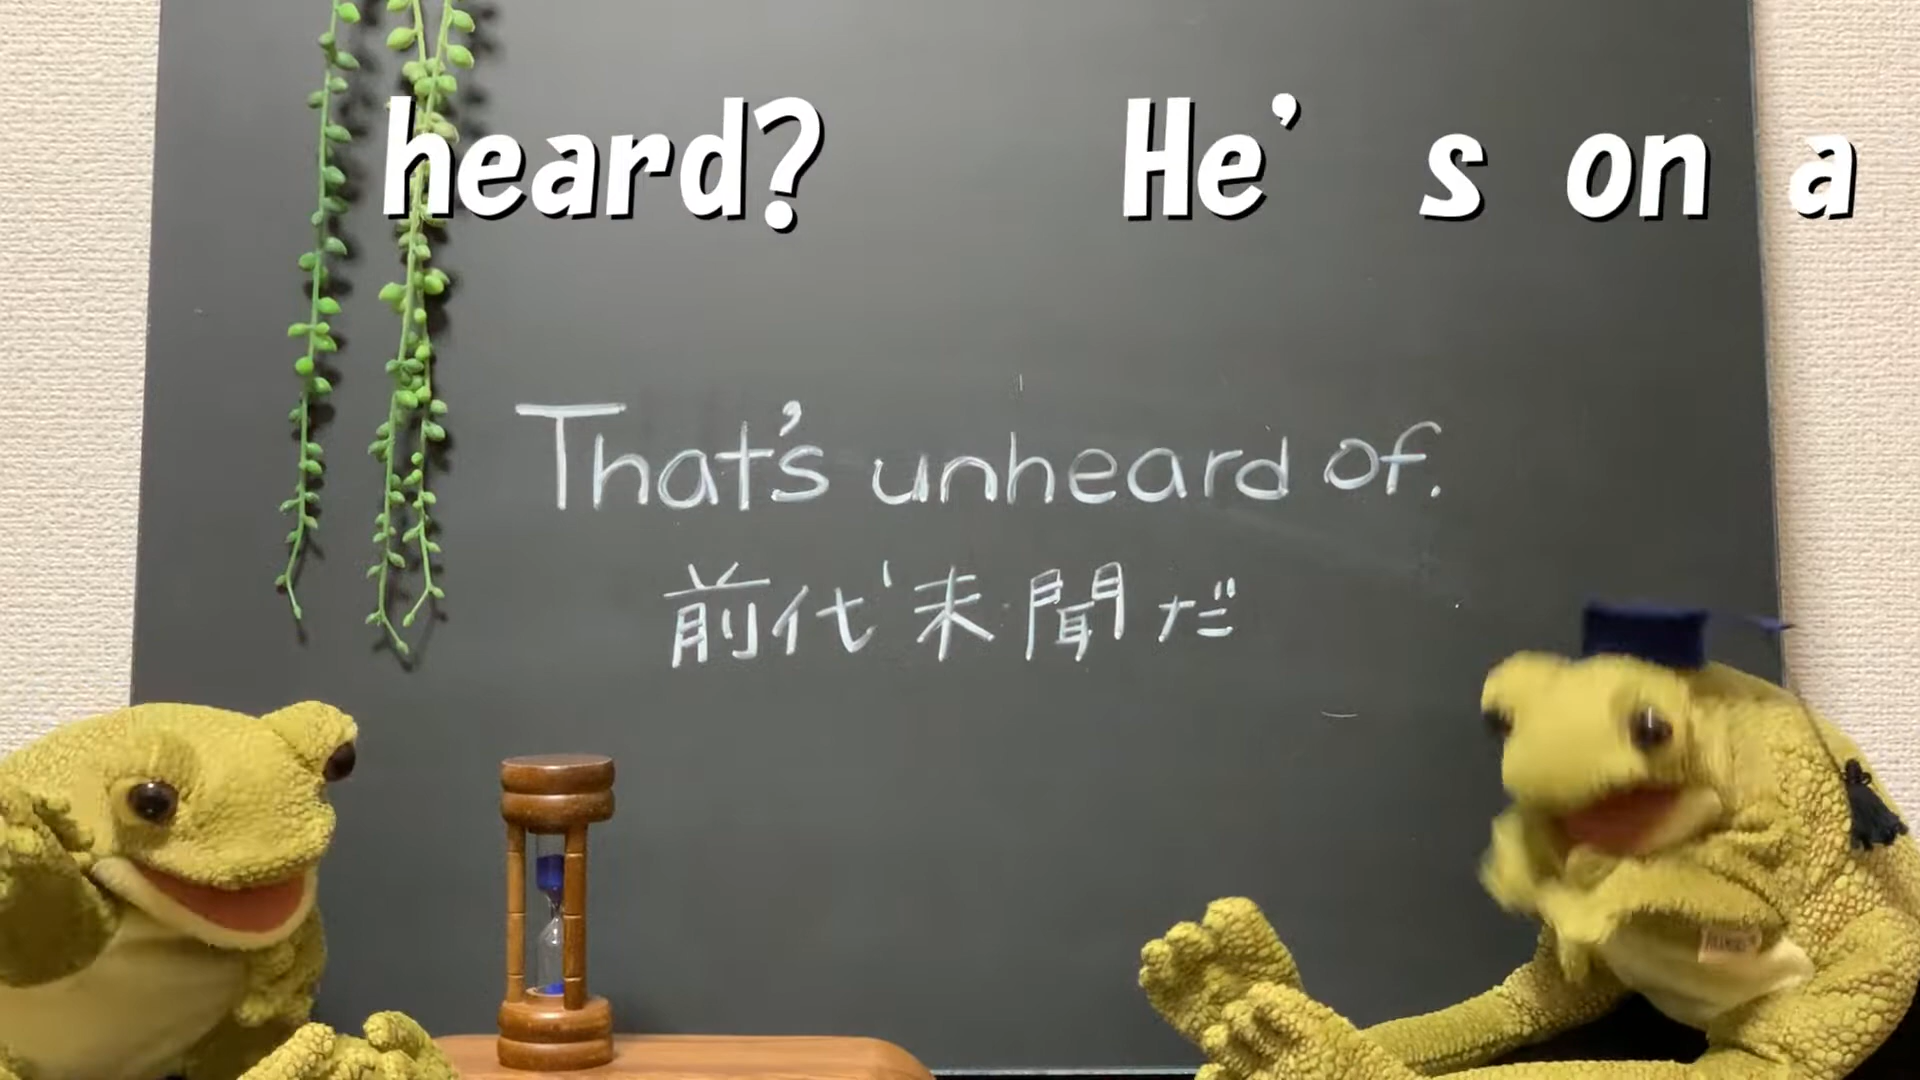 heard? He's on a
That's unheard of.
前代未聞だ